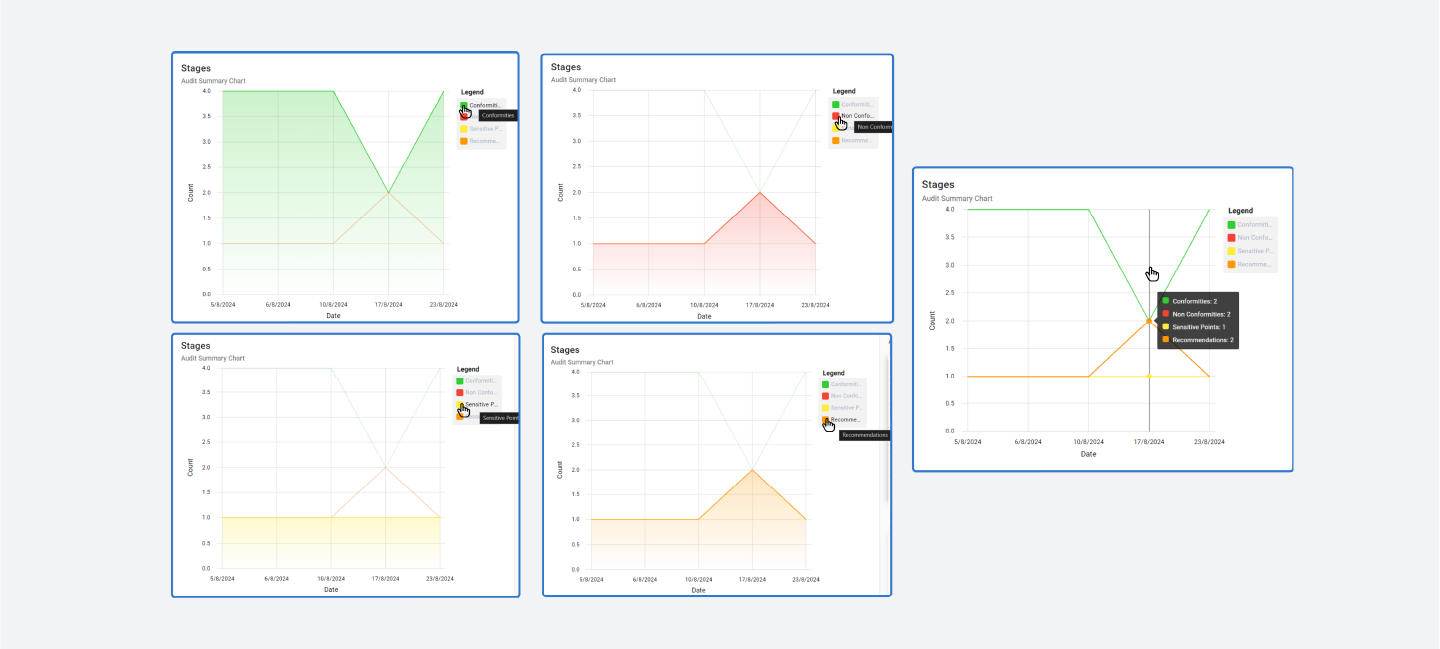 Stages
Audit Summary Chart
Legend
Conformiti...
Conformities
Sensitive P...
Recomme...
4.0
3.5
3.0
2.5
2.0
1.5
1.0
0.5
0.0
Count
5/8/2024 6/8/2024 10/8/2024 17/8/2024 23/8/2024
Date
Stages
Audit Summary Chart
Legend
Conformiti...
Non Confo...
Non Conform
Recomme...
4.0
3.5
3.0
2.5
2.0
1.5
1.0
0.5
0.0
Count
5/8/2024 6/8/2024 10/8/2024 17/8/2024 23/8/2024
Date
Stages
Audit Summary Chart
Legend
Conformiti...
Non Confo...
Sensitive P...
Recomme...
4.0
3.5
3.0
2.5
2.0
1.5
1.0
0.5
0.0
Count
Conformities: 2
Non Conformities: 2
Sensitive Points: 1
Recommendations: 2
5/8/2024 6/8/2024 10/8/2024 17/8/2024 23/8/2024
Date
Stages
Audit Summary Chart
Legend
Conformiti...
Non Confo...
Sensitive P...
Sensitive Point
4.0
3.5
3.0
2.5
2.0
1.5
1.0
0.5
0.0
Count
5/8/2024 6/8/2024 10/8/2024 17/8/2024 23/8/2024
Date
Stages
Audit Summary Chart
Legend
Conformiti...
Non Confo...
Sensitive P...
Recomme...
Recommendations
4.0
3.5
3.0
2.5
2.0
1.5
1.0
0.5
0.0
Count
5/8/2024 6/8/2024 10/8/2024 17/8/2024 23/8/2024
Date